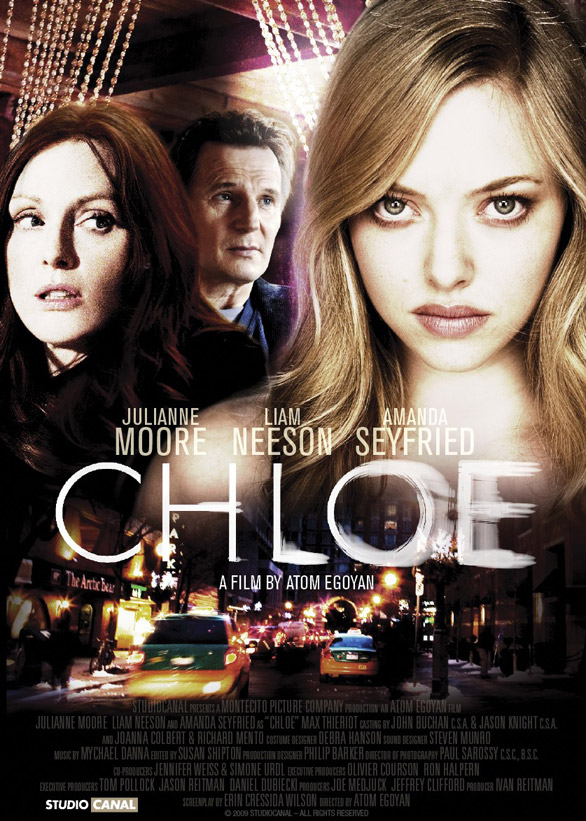 JULIANNE LIAM AMANDA
MOORE NEESON SEYFRIED
CHLOE
A FILM BY ATOM EGOYAN
PARK
The Arctic Bear
STUDIOCANAL PRESENTS A MONTECITO PICTURE COMPANY PRODUCTION AN ATOM EGOYAN FILM
JULIANNE MOORE LIAM NEESON AND AMANDA SEYFRIED AS "CHLOE" MAX THIERIOT CASTING BY JOHN BUCHAN C.S.A. & JASON KNIGHT C.S.A.
AND JOANNA COLBERT & RICHARD MENTO COSTUME DESIGNER DEBRA HANSON SOUND DESIGNER STEVEN MUNRO
MUSIC BY MYCHAEL DANNA EDITED BY SUSAN SHIPTON PRODUCTION DESIGNER PHILLIP BARKER DIRECTOR OF PHOTOGRAPHY PAUL SAROSSY C.S.C., B.S.C.
CO-PRODUCERS JENNIFER WEISS & SIMONE URDL EXECUTIVE PRODUCERS OLIVIER COURSON RON HALPERN
EXECUTIVE PRODUCERS TOM POLLOCK JASON REITMAN DANIEL DUBIECKI PRODUCERS JOE MEDJUCK JEFFREY CLIFFORD PRODUCER IVAN REITMAN
SCREENPLAY BY ERIN CRESSIDA WILSON DIRECTED BY ATOM EGOYAN
STUDIO CANAL
© 2009 STUDIOCANAL – ALL RIGHTS RESERVED